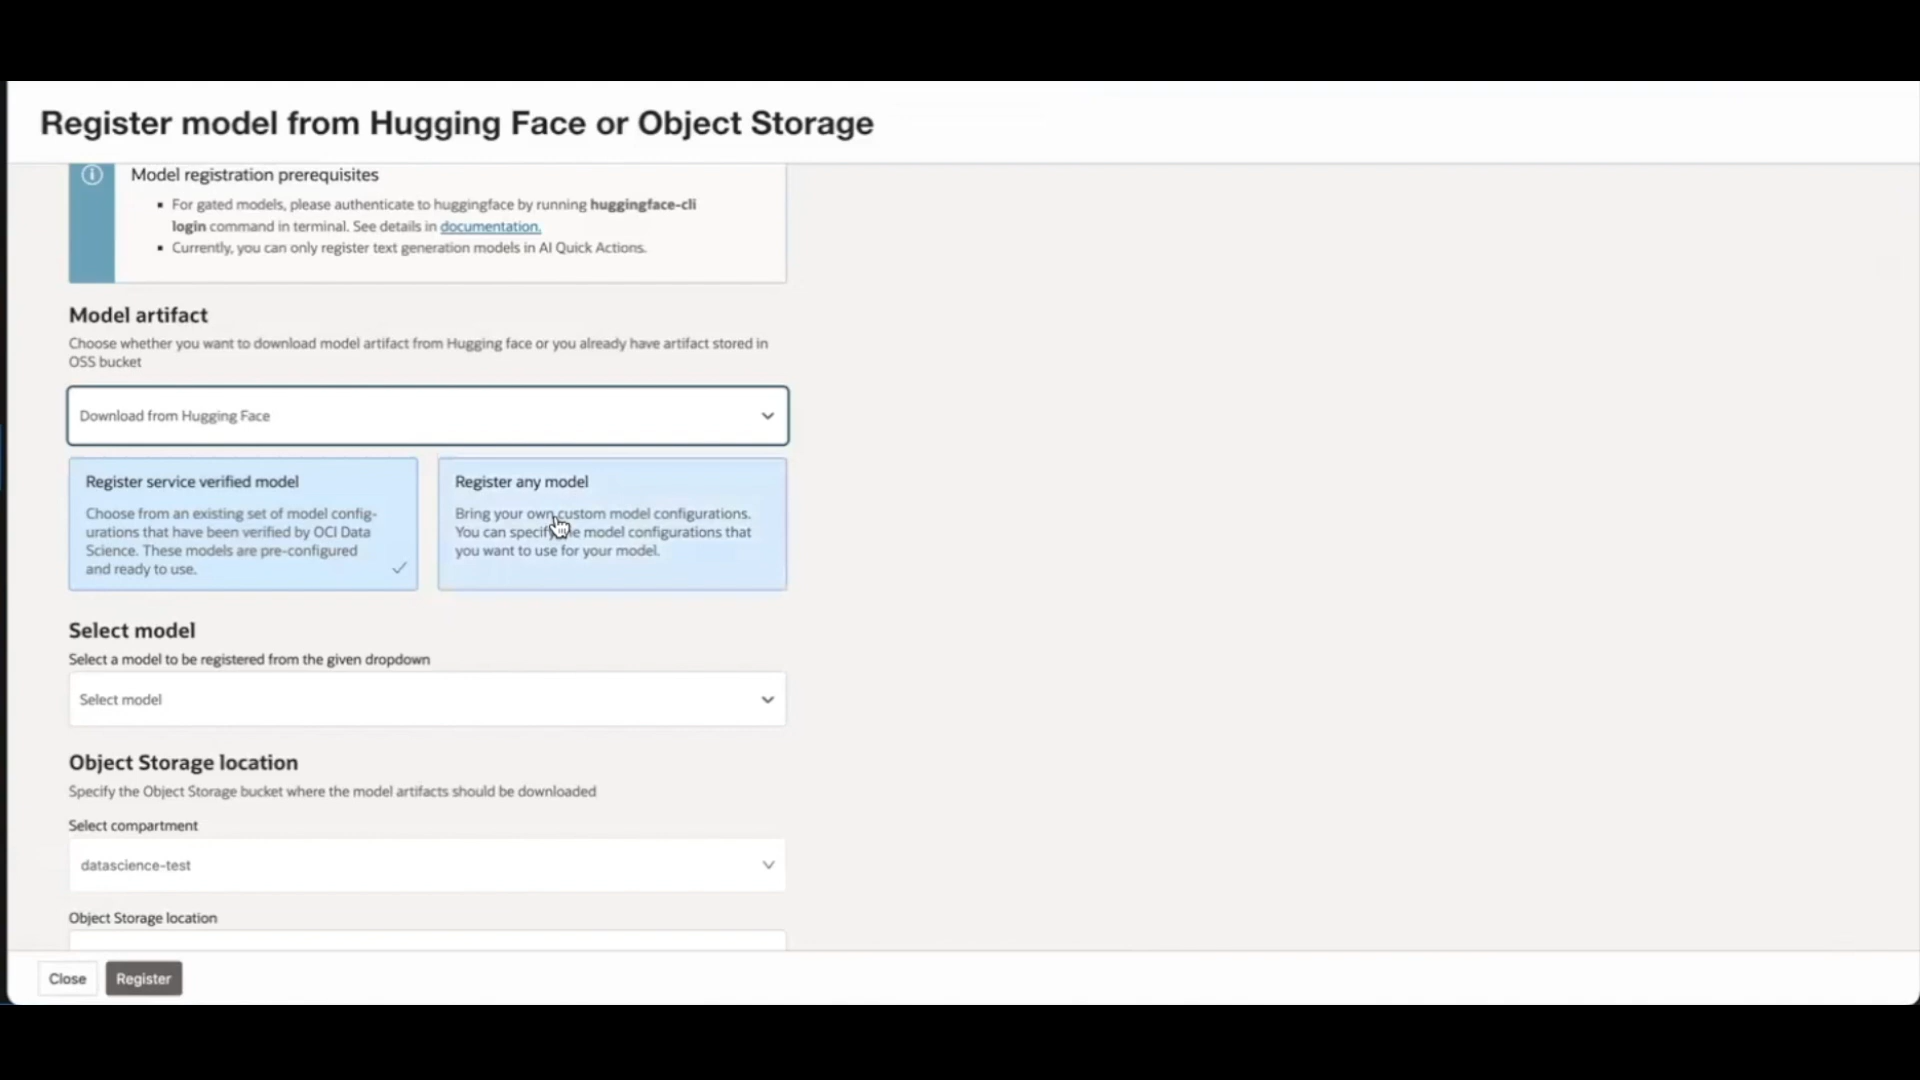 Register model from Hugging Face or Object Storage
Model registration prerequisites
▪ For gated models, please authenticate to huggingface by running huggingface-cli
login command in terminal. See details in documentation.
▪ Currently, you can only register text generation models in AI Quick Actions.
Model artifact
Choose whether you want to download model artifact from Hugging face or you already have artifact stored in
OSS bucket
Download from Hugging Face
Register service verified model
Choose from an existing set of model config-
urations that have been verified by OCI Data
Science. These models are pre-configured
and ready to use.
Register any model
Bring your own custom model configurations.
You can specify the model configurations that
you want to use for your model.
Select model
Select a model to be registered from the given dropdown
Select model
Object Storage location
Specify the Object Storage bucket where the model artifacts should be downloaded
Select compartment
datascience-test
Object Storage location
Close
Register